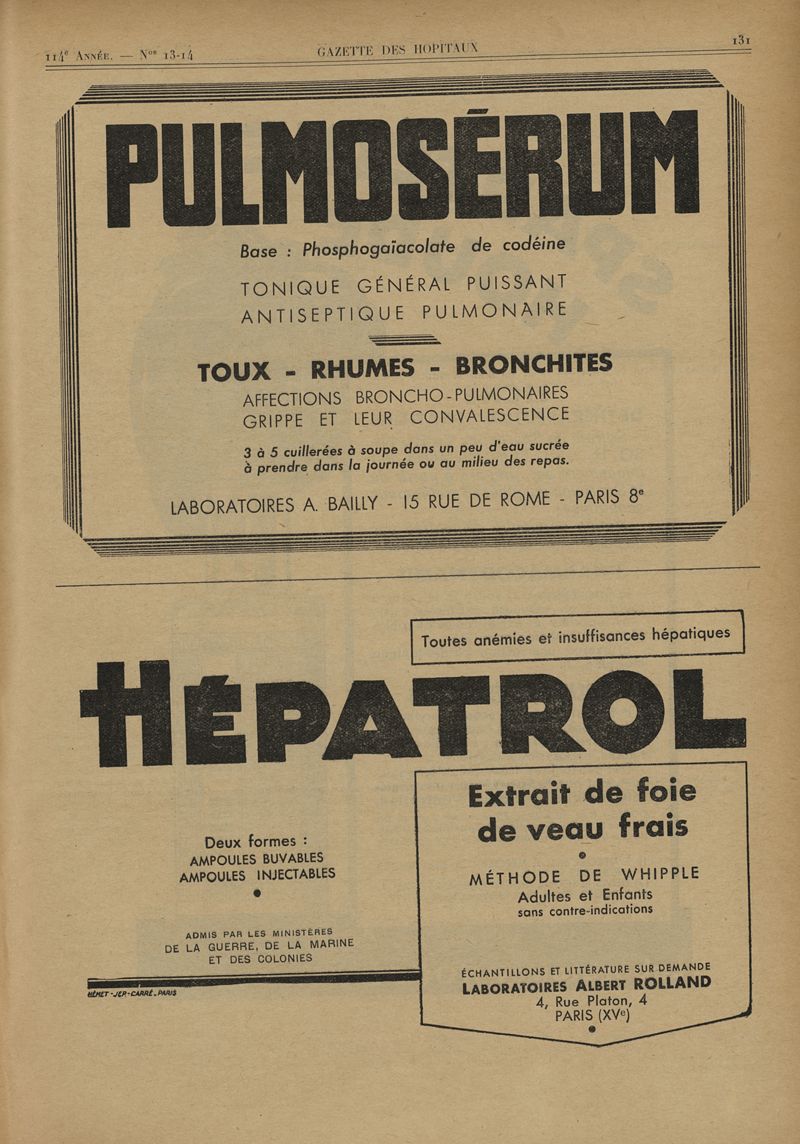 114e ANNÉE. — Nos 13-14
GAZETTE DES HOPITAUX
131
PULMOSÉRUM
Base : Phosphogaïacolate de codéine
TONIQUE GÉNÉRAL PUISSANT
ANTISEPTIQUE PULMONAIRE
TOUX - RHUMES - BRONCHITES
AFFECTIONS BRONCHO-PULMONAIRES
GRIPPE ET LEUR CONVALESCENCE
3 à 5 cuillerées à soupe dans un peu d'eau sucrée
à prendre dans la journée ou au milieu des repas.
LABORATOIRES A. BAILLY - 15 RUE DE ROME - PARIS 8e
Toutes anémies et insuffisances hépatiques
HÉPATROL
Extrait de foie
de veau frais
MÉTHODE DE WHIPPLE
Adultes et Enfants
sans contre-indications
Deux formes :
AMPOULES BUVABLES
AMPOULES INJECTABLES
ADMIS PAR LES MINISTÈRES
DE LA GUERRE, DE LA MARINE
ET DES COLONIES
HÉMET-JEP-CARRÉ-PARIS
ÉCHANTILLONS ET LITTÉRATURE SUR DEMANDE
LABORATOIRES ALBERT ROLLAND
4, Rue Platon, 4
PARIS (XVe)